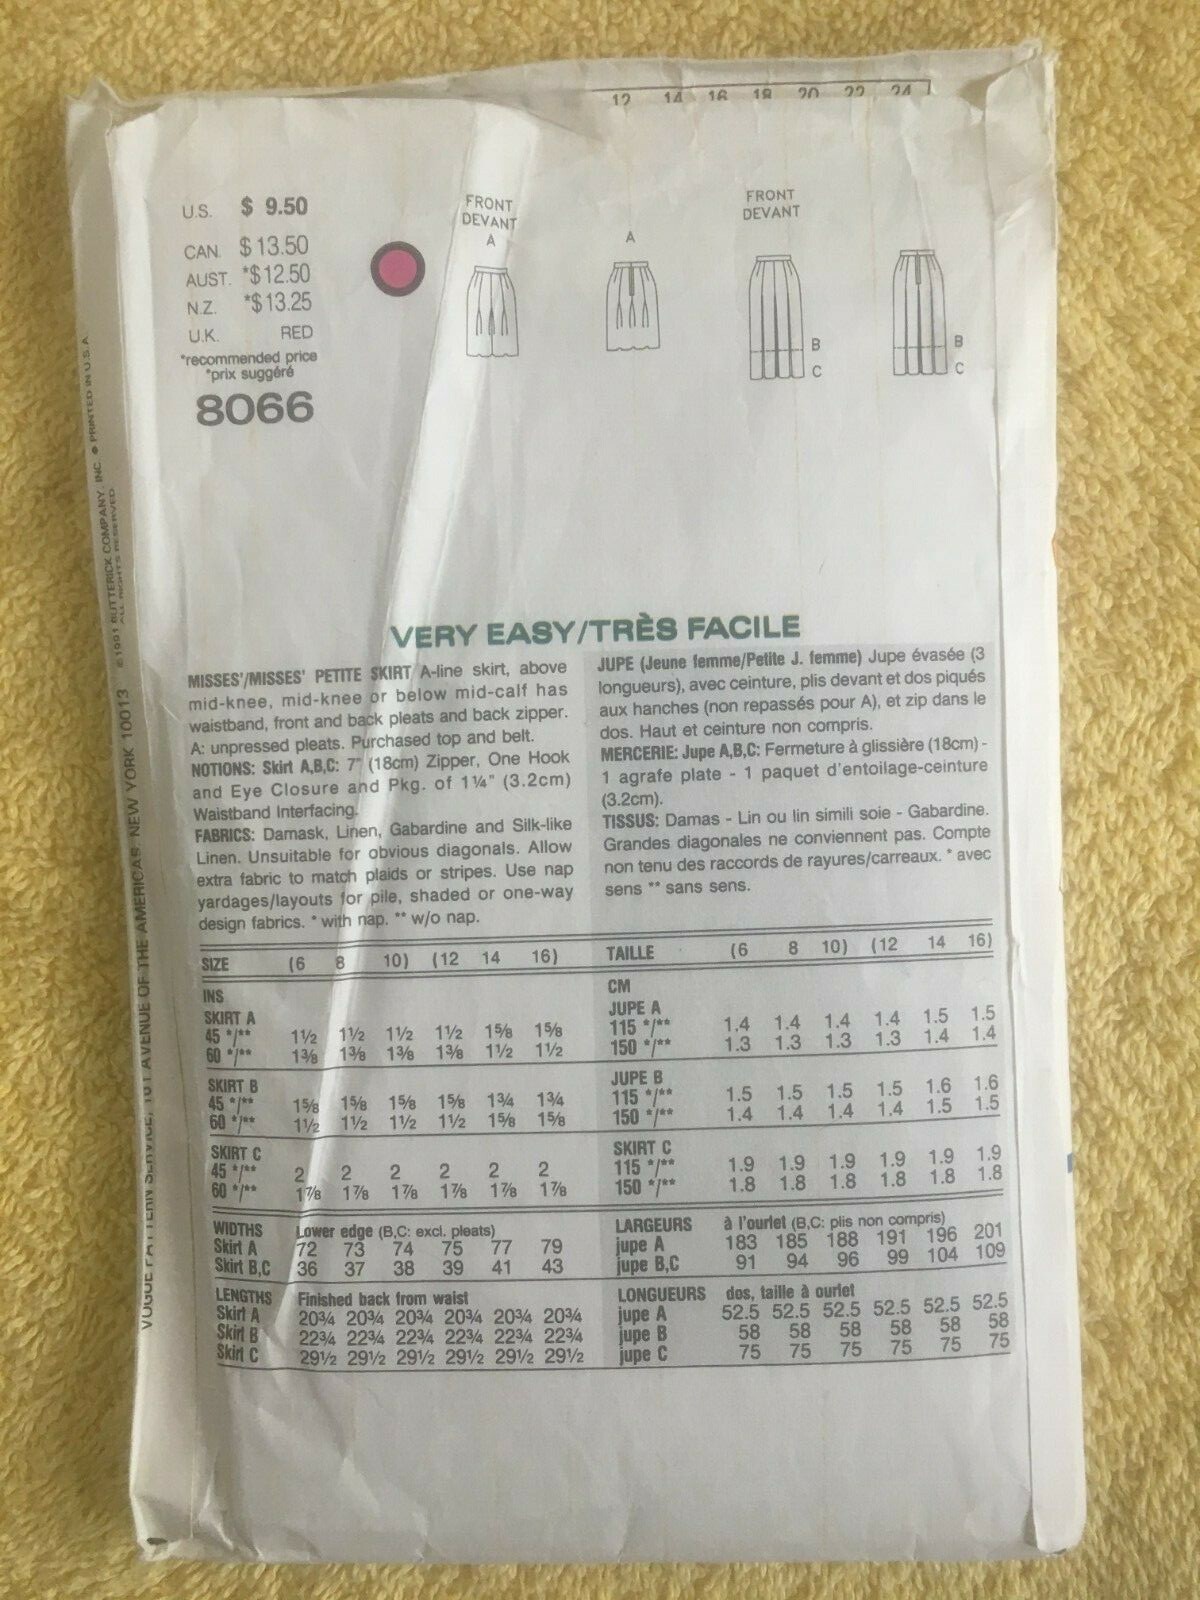 12 14 16 18 20 22 24
U.S. $ 9.50
CAN. $ 13.50
AUST. *$ 12.50
N.Z. *$ 13.25
U.K. RED
*recommended price
*prix suggéré
8066
FRONT
DEVANT
A
A
FRONT
DEVANT
B
C
B
C
VOGUE PATTERN SERVICE, 161 AVENUE OF THE AMERICAS NEW YORK 10013 © 1991 BUTTERICK COMPANY, INC. ● PRINTED IN U.S.A.
ALL RIGHTS RESERVED
VERY EASY/TRÈS FACILE
MISSES'/MISSES' PETITE SKIRT A-line skirt, above
mid-knee, mid-knee or below mid-calf has
waistband, front and back pleats and back zipper.
A: unpressed pleats. Purchased top and belt.
NOTIONS: Skirt A,B,C: 7" (18cm) Zipper, One Hook
and Eye Closure and Pkg. of 1¼" (3.2cm)
Waistband Interfacing.
FABRICS: Damask, Linen, Gabardine and Silk-like
Linen. Unsuitable for obvious diagonals. Allow
extra fabric to match plaids or stripes. Use nap
yardages/layouts for pile, shaded or one-way
design fabrics. * with nap. ** w/o nap.
JUPE (Jeune femme/Petite J. femme) Jupe évasée (3
longueurs), avec ceinture, plis devant et dos piqués
aux hanches (non repassés pour A), et zip dans le
dos. Haut et ceinture non compris.
MERCERIE: Jupe A,B,C: Fermeture à glissière (18cm) -
1 agrafe plate - 1 paquet d'entoilage-ceinture
(3.2cm).
TISSUS: Damas - Lin ou lin simili soie - Gabardine.
Grandes diagonales ne conviennent pas. Compte
non tenu des raccords de rayures/carreaux. * avec
sens ** sans sens.
SIZE (6 8 10) (12 14 16)
INS
SKIRT A
45 */** 1½ 1½ 1½ 1½ 1⅝ 1⅝
60 */** 1⅜ 1⅜ 1⅜ 1⅜ 1½ 1½
SKIRT B
45 */** 1⅝ 1⅝ 1⅝ 1⅝ 1¾ 1¾
60 */** 1½ 1½ 1½ 1½ 1⅝ 1⅝
SKIRT C
45 */** 2 2 2 2 2 2
60 */** 1⅞ 1⅞ 1⅞ 1⅞ 1⅞ 1⅞
WIDTHS Lower edge (B,C: excl. pleats)
Skirt A 72 73 74 75 77 79
Skirt B,C 36 37 38 39 41 43
LENGTHS Finished back from waist
Skirt A 20¾ 20¾ 20¾ 20¾ 20¾ 20¾
Skirt B 22¾ 22¾ 22¾ 22¾ 22¾ 22¾
Skirt C 29½ 29½ 29½ 29½ 29½ 29½
TAILLE (6 8 10) (12 14 16)
CM
JUPE A
115 */** 1.4 1.4 1.4 1.4 1.5 1.5
150 */** 1.3 1.3 1.3 1.3 1.4 1.4
JUPE B
115 */** 1.5 1.5 1.5 1.5 1.6 1.6
150 */** 1.4 1.4 1.4 1.4 1.5 1.5
SKIRT C
115 */** 1.9 1.9 1.9 1.9 1.9 1.9
150 */** 1.8 1.8 1.8 1.8 1.8 1.8
LARGEURS à l'ourlet (B,C: plis non compris)
jupe A 183 185 188 191 196 201
jupe B,C 91 94 96 99 104 109
LONGUEURS dos, taille à ourlet
jupe A 52.5 52.5 52.5 52.5 52.5 52.5
jupe B 58 58 58 58 58 58
jupe C 75 75 75 75 75 75